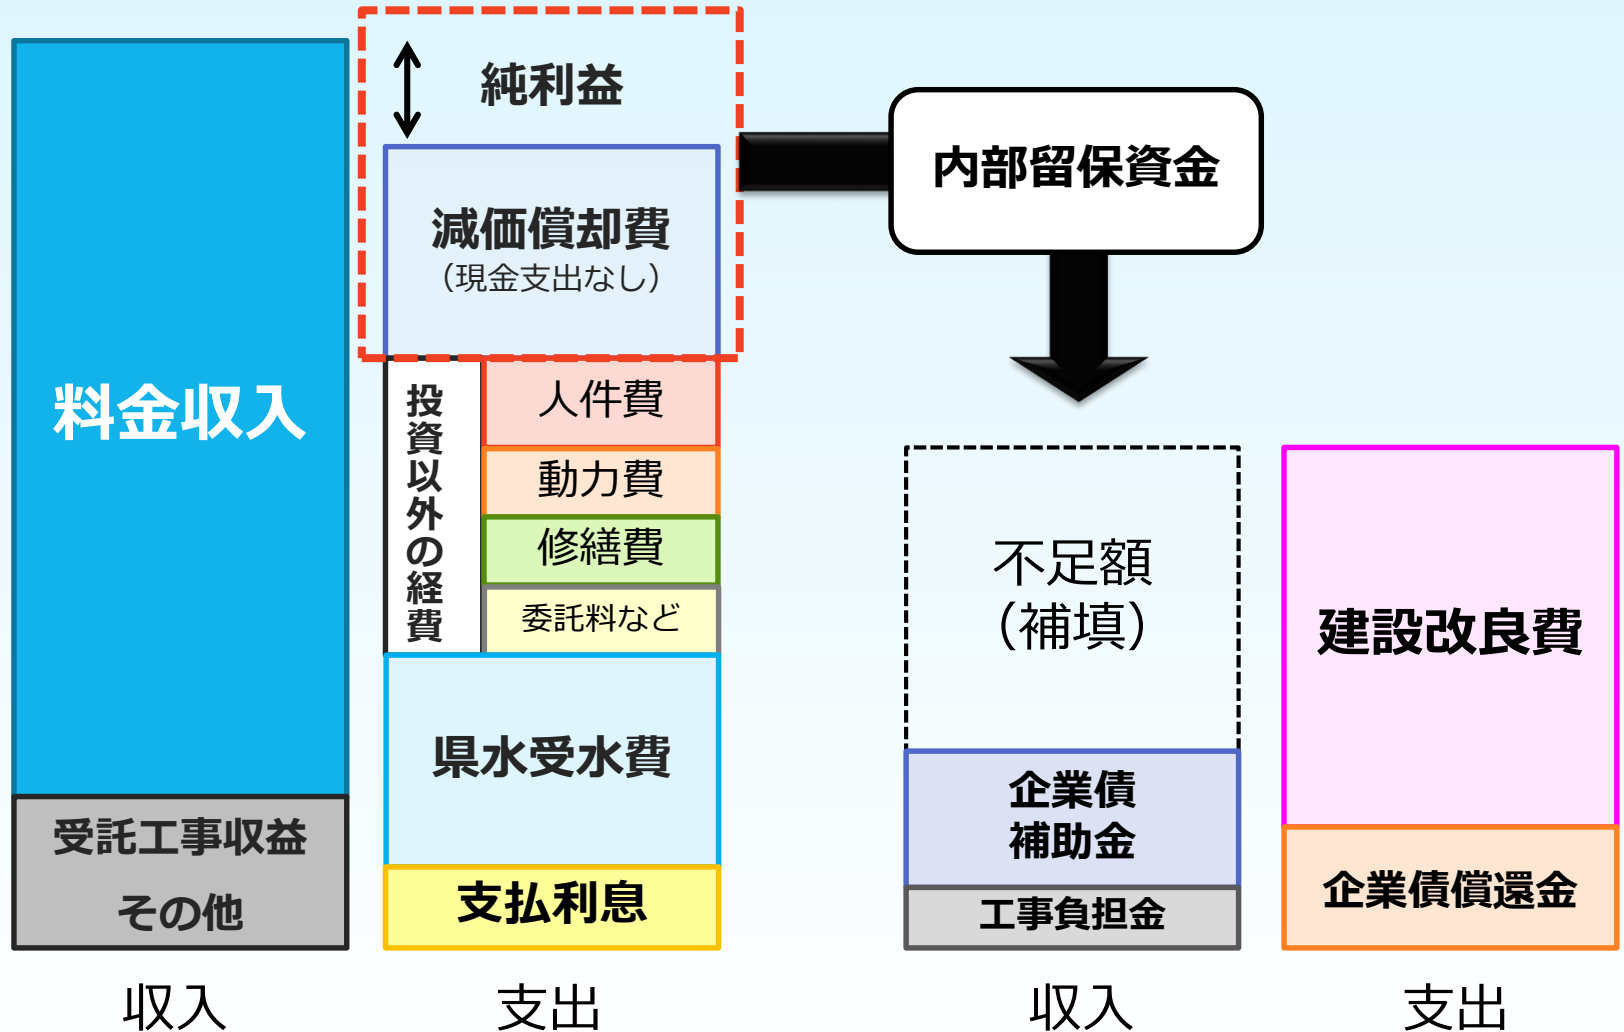 料金収入
受託工事収益
その他
収入
純利益
減価償却費
（現金支出なし）
投資以外の経費
人件費
動力費
修繕費
委託料など
県水受水費
支払利息
支出
内部留保資金
不足額
（補填）
企業債
補助金
工事負担金
収入
建設改良費
企業債償還金
支出